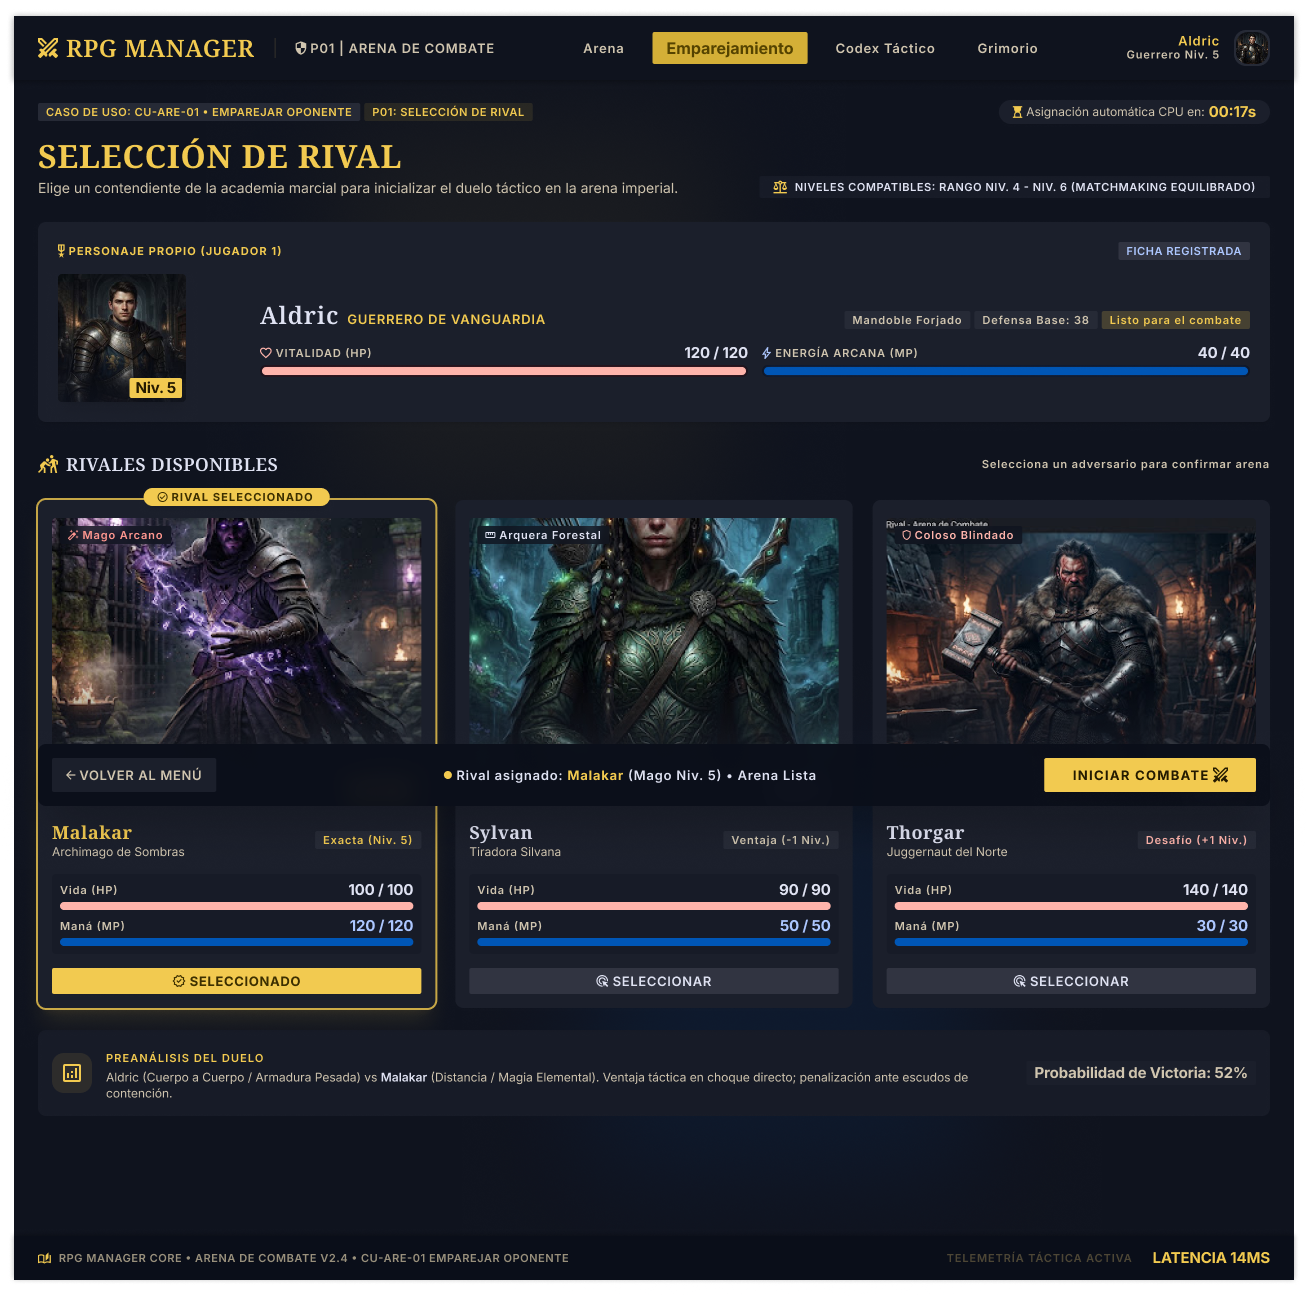 RPG MANAGER
P01 | ARENA DE COMBATE
Arena
Emparejamiento
Codex Táctico
Grimorio
Aldric
Guerrero Niv. 5
CASO DE USO: CU-ARE-01 • EMPAREJAR OPONENTE
P01: SELECCIÓN DE RIVAL
Asignación automática CPU en: 00:17s
SELECCIÓN DE RIVAL
Elige un contendiente de la academia marcial para inicializar el duelo táctico en la arena imperial.
NIVELES COMPATIBLES: RANGO NIV. 4 - NIV. 6 (MATCHMAKING EQUILIBRADO)
PERSONAJE PROPIO (JUGADOR 1)
FICHA REGISTRADA
Niv. 5
Aldric GUERRERO DE VANGUARDIA
Mandoble Forjado
Defensa Base: 38
Listo para el combate
VITALIDAD (HP)
120 / 120
ENERGÍA ARCANA (MP)
40 / 40
RIVALES DISPONIBLES
Selecciona un adversario para confirmar arena
RIVAL SELECCIONADO
Mago Arcano
Arquera Forestal
Rival - Arena de Combate
Coloso Blindado
VOLVER AL MENÚ
Rival asignado: Malakar (Mago Niv. 5) • Arena Lista
INICIAR COMBATE
Malakar
Archimago de Sombras
Exacta (Niv. 5)
Vida (HP)
100 / 100
Maná (MP)
120 / 120
SELECCIONADO
Sylvan
Tiradora Silvana
Ventaja (-1 Niv.)
Vida (HP)
90 / 90
Maná (MP)
50 / 50
SELECCIONAR
Thorgar
Juggernaut del Norte
Desafío (+1 Niv.)
Vida (HP)
140 / 140
Maná (MP)
30 / 30
SELECCIONAR
PREANÁLISIS DEL DUELO
Aldric (Cuerpo a Cuerpo / Armadura Pesada) vs Malakar (Distancia / Magia Elemental). Ventaja táctica en choque directo; penalización ante escudos de
contención.
Probabilidad de Victoria: 52%
RPG MANAGER CORE • ARENA DE COMBATE V2.4 • CU-ARE-01 EMPAREJAR OPONENTE
TELEMETRÍA TÁCTICA ACTIVA
LATENCIA 14MS